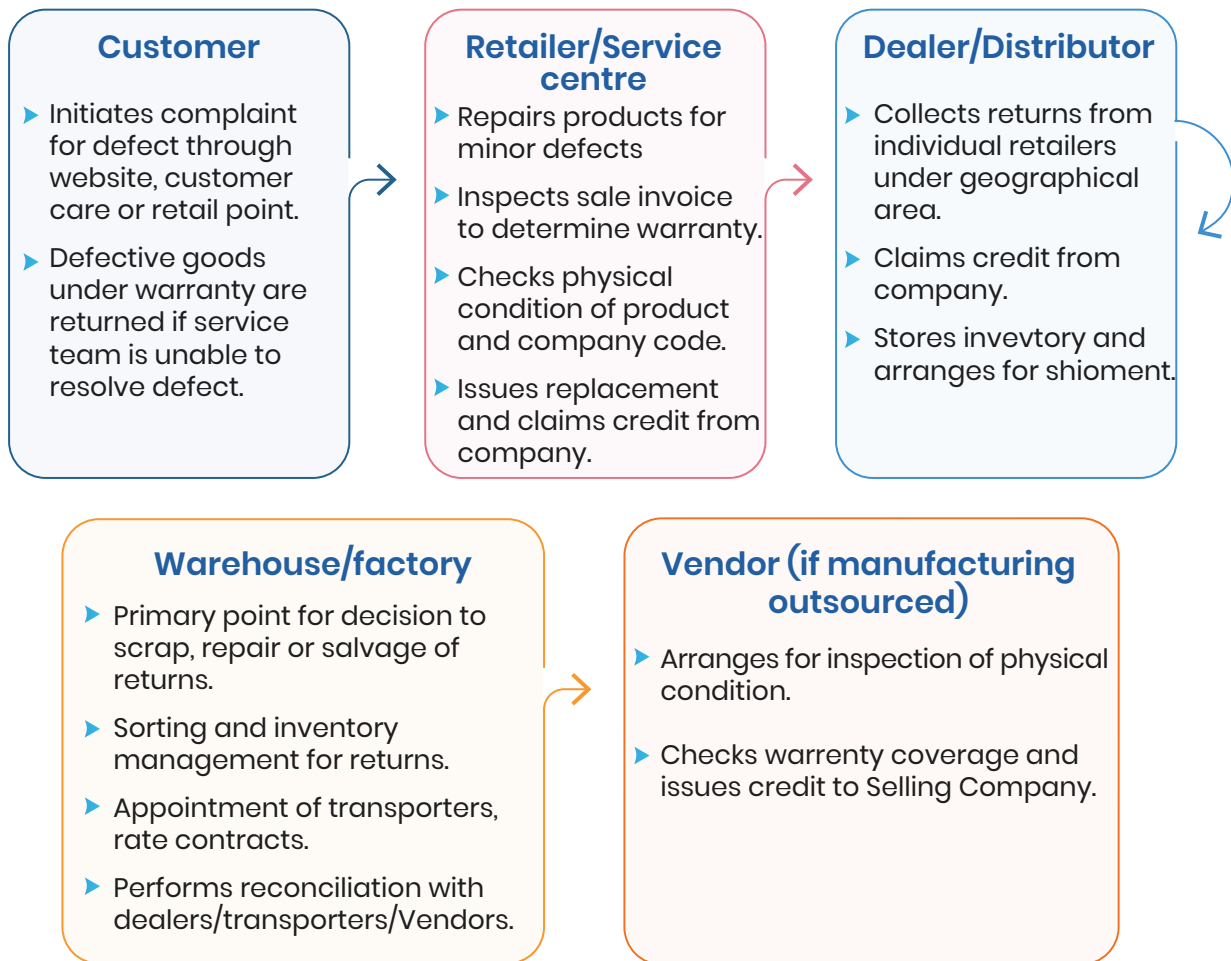 Customer
Initiates complaint
for defect through
website, customer
care or retail point.
Defective goods
under warranty are
returned if service
team is unable to
resolve defect.
Retailer/Service
centre
Repairs products for
minor defects
Inspects sale invoice
to determine warranty.
Checks physical
condition of product
and company code.
Issues replacement
and claims credit from
company.
Dealer/Distributor
Collects returns from
individual retailers
under geographical
area.
Claims credit from
company.
Stores invevtory and
arranges for shioment.
Warehouse/factory
Primary point for decision to
scrap, repair or salvage of
returns.
Sorting and inventory
management for returns.
Appointment of transporters,
rate contracts.
Performs reconciliation with
dealers/transporters/Vendors.
Vendor (if manufacturing
outsourced)
Arranges for inspection of physical
condition.
Checks warrenty coverage and
issues credit to Selling Company.